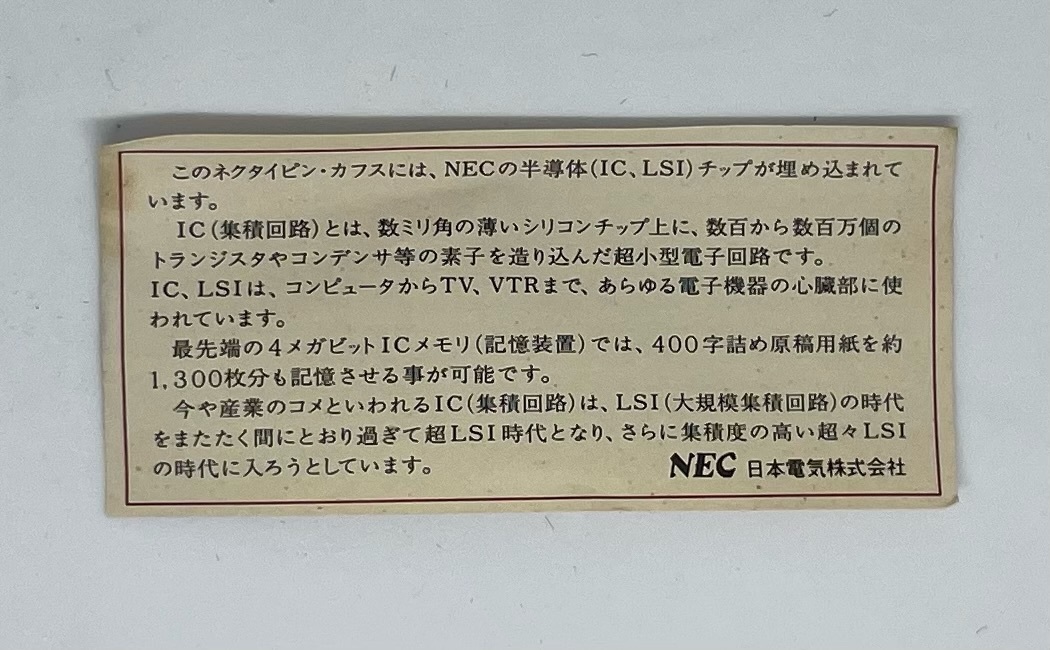 このネクタイピン・カフスには、NECの半導体(IC、LSI)チップが埋め込まれて
います。
IC(集積回路)とは、数ミリ角の薄いシリコンチップ上に、数百から数百万個の
トランジスタやコンデンサ等の素子を造り込んだ超小型電子回路です。
IC、LSIは、コンピュータからTV、VTRまで、あらゆる電子機器の心臓部に使
われています。
最先端の4メガビットICメモリ(記憶装置)では、400字詰め原稿用紙を約
1,300枚分も記憶させる事が可能です。
今や産業のコメといわれるIC(集積回路)は、LSI(大規模集積回路)の時代
をまたたく間にとおり過ぎて超LSI時代となり、さらに集積度の高い超々LSI
の時代に入ろうとしています。
NEC 日本電気株式会社